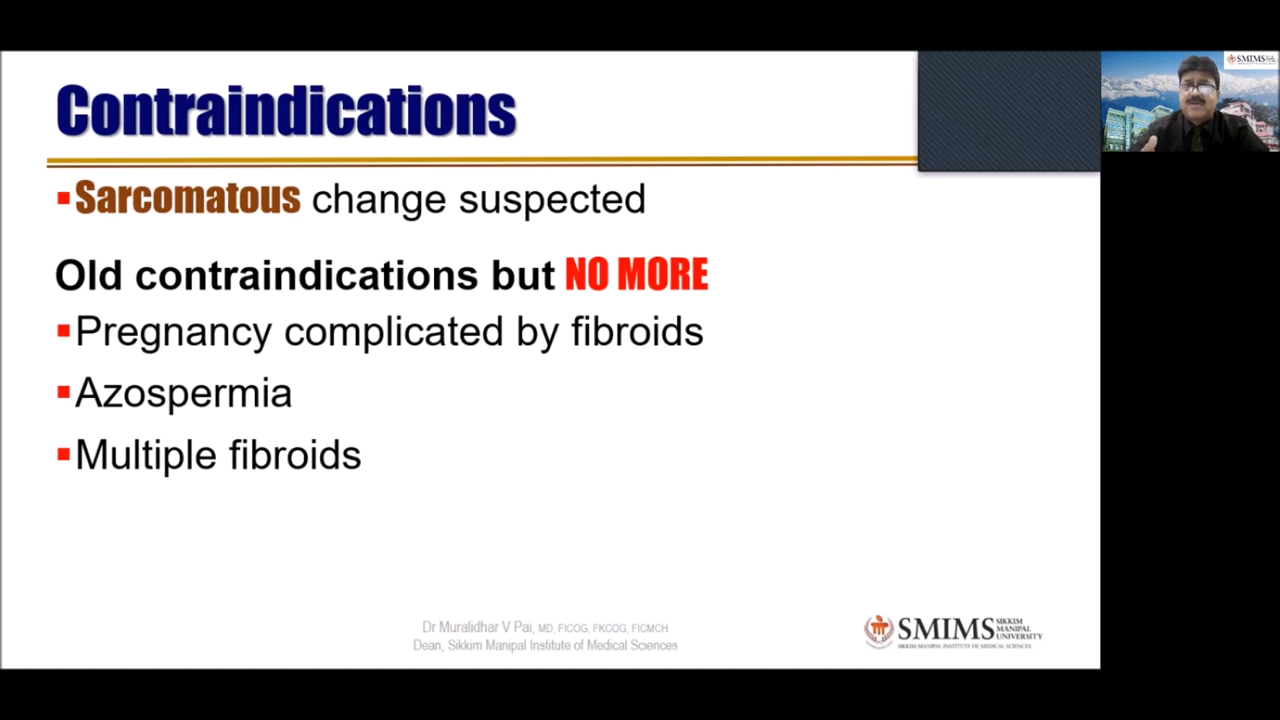 Contraindications
▪Sarcomatous change suspected
Old contraindications but NO MORE
▪Pregnancy complicated by fibroids
▪Azospermia
▪Multiple fibroids
Dr Muralidhar V Pai, MD, FICOG, FKCOG, FICMCH
Dean, Sikkim Manipal Institute of Medical Sciences
SMIMS SIKKIM MANIPAL UNIVERSITY
SIKKIM MANIPAL INSTITUTE OF MEDICAL SCIENCES
SMIMS